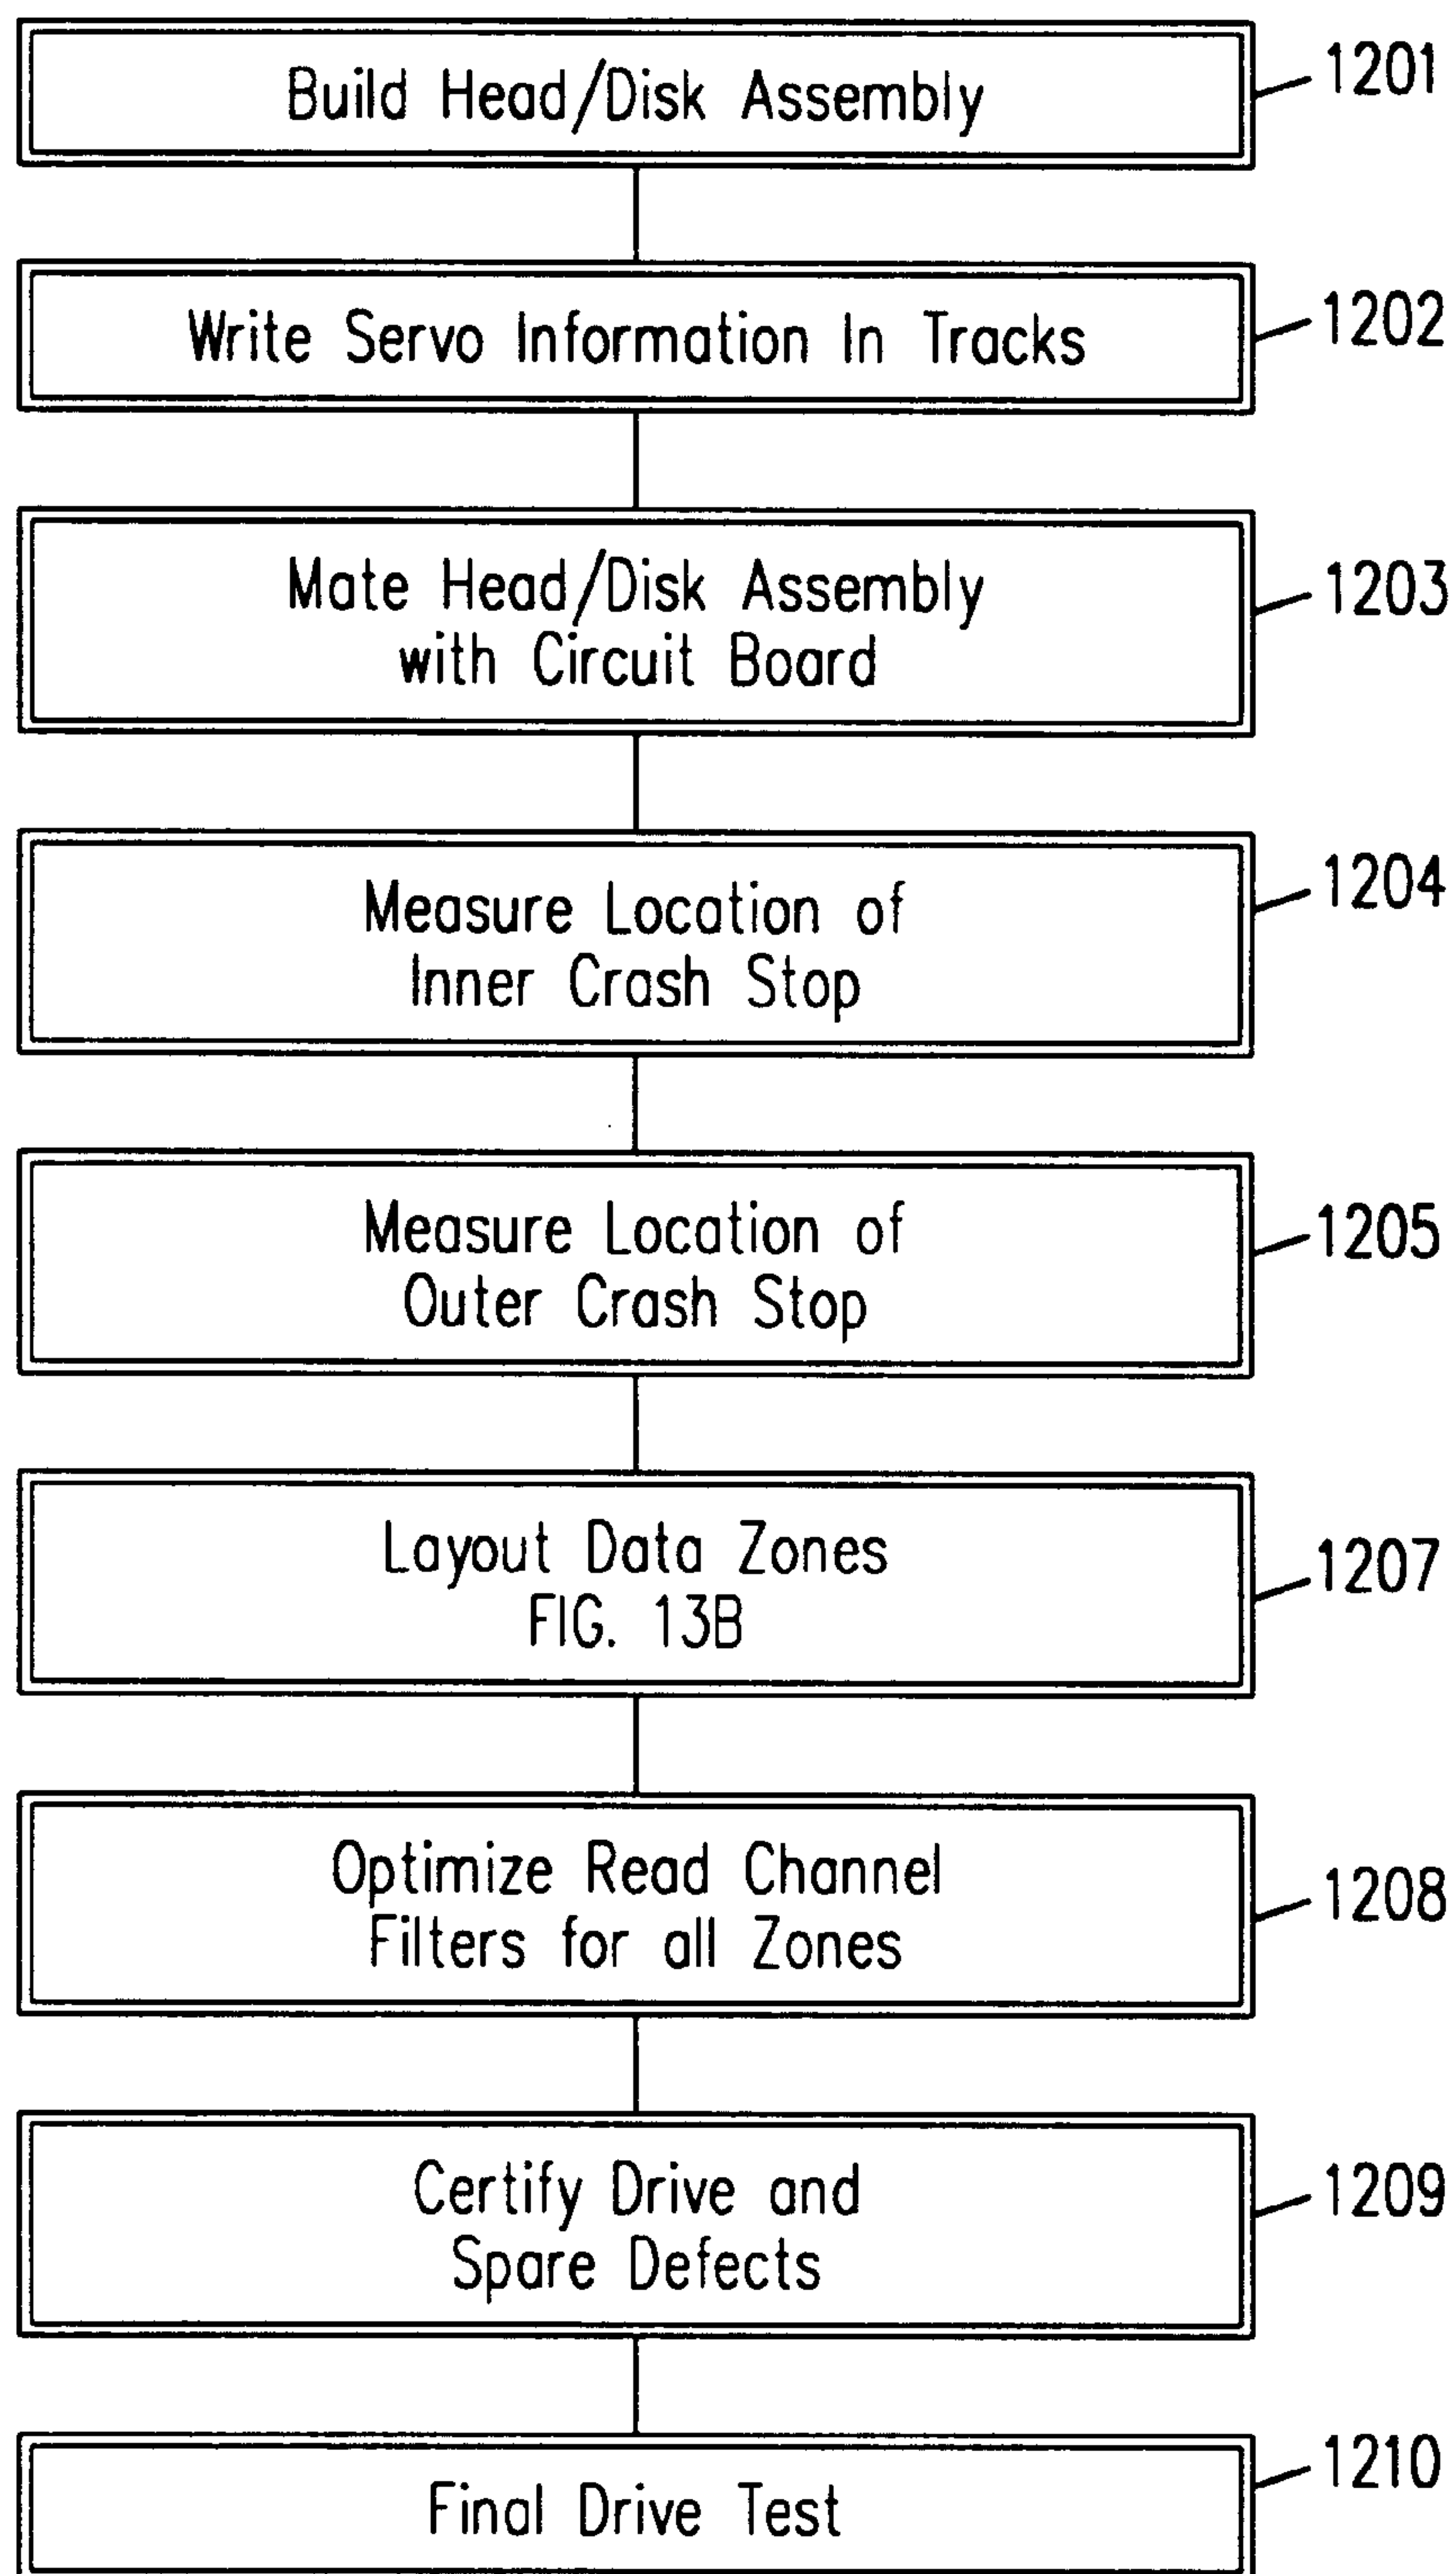 Build Head/Disk Assembly
1201
Write Servo Information In Tracks
1202
Mate Head/Disk Assembly
with Circuit Board
1203
Measure Location of
Inner Crash Stop
1204
Measure Location of
Outer Crash Stop
1205
Layout Data Zones
FIG. 13B
1207
Optimize Read Channel
Filters for all Zones
1208
Certify Drive and
Spare Defects
1209
Final Drive Test
1210